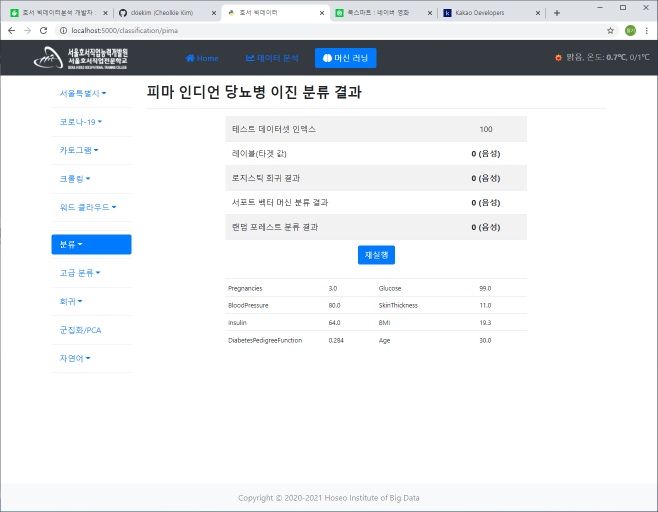 호서 빅데이터분석 개발자
ckiekim (Cheolkie Kim)
호서 빅데이터
폭스파트 : 네이버 영화
Kakao Developers
localhost:5000/classification/pima
서울호서직업능력개발원
서울호서직업전문학교
Home
데이터 분석
머신 러닝
맑음, 온도: 0.7℃, 0/1℃
서울특별시
코로나-19
카토그램
크롤링
워드 클라우드
분류
고급 분류
회귀
군집화/PCA
자연어
피마 인디언 당뇨병 이진 분류 결과
테스트 데이터셋 인덱스 100
레이블(타겟 값) 0 (음성)
로지스틱 회귀 결과 0 (음성)
서포트 벡터 머신 분류 결과 0 (음성)
랜덤 포레스트 분류 결과 0 (음성)
재실행
Pregnancies 3.0 Glucose 99.0
BloodPressure 80.0 SkinThickness 11.0
Insulin 64.0 BMI 19.3
DiabetesPedigreeFunction 0.284 Age 30.0
Copyright © 2020-2021 Hoseo Institute of Big Data